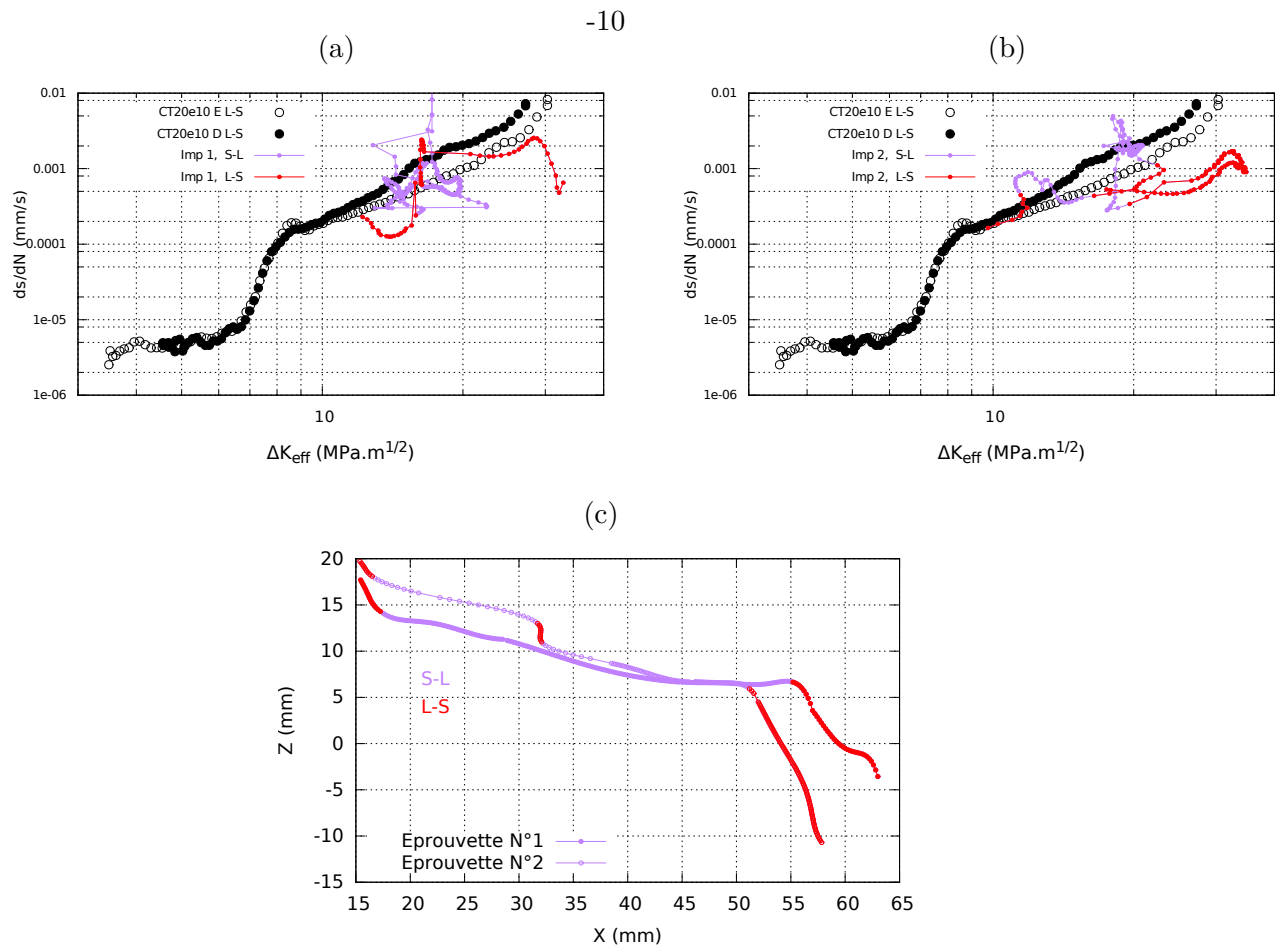 -10
(a)
(b)
0.01
0.001
0.0001
1e-05
1e-06
ds/dN (mm/s)
CT20e10 E L-S
CT20e10 D L-S
Imp 1, S-L
Imp 1, L-S
10
ΔKeff (MPa.m1/2)
0.01
0.001
0.0001
1e-05
1e-06
ds/dN (mm/s)
CT20e10 E L-S
CT20e10 D L-S
Imp 2, S-L
Imp 2, L-S
10
ΔKeff (MPa.m1/2)
(c)
20
15
10
5
0
-5
-10
-15
Z (mm)
S-L
L-S
Eprouvette N°1
Eprouvette N°2
15 20 25 30 35 40 45 50 55 60 65
X (mm)